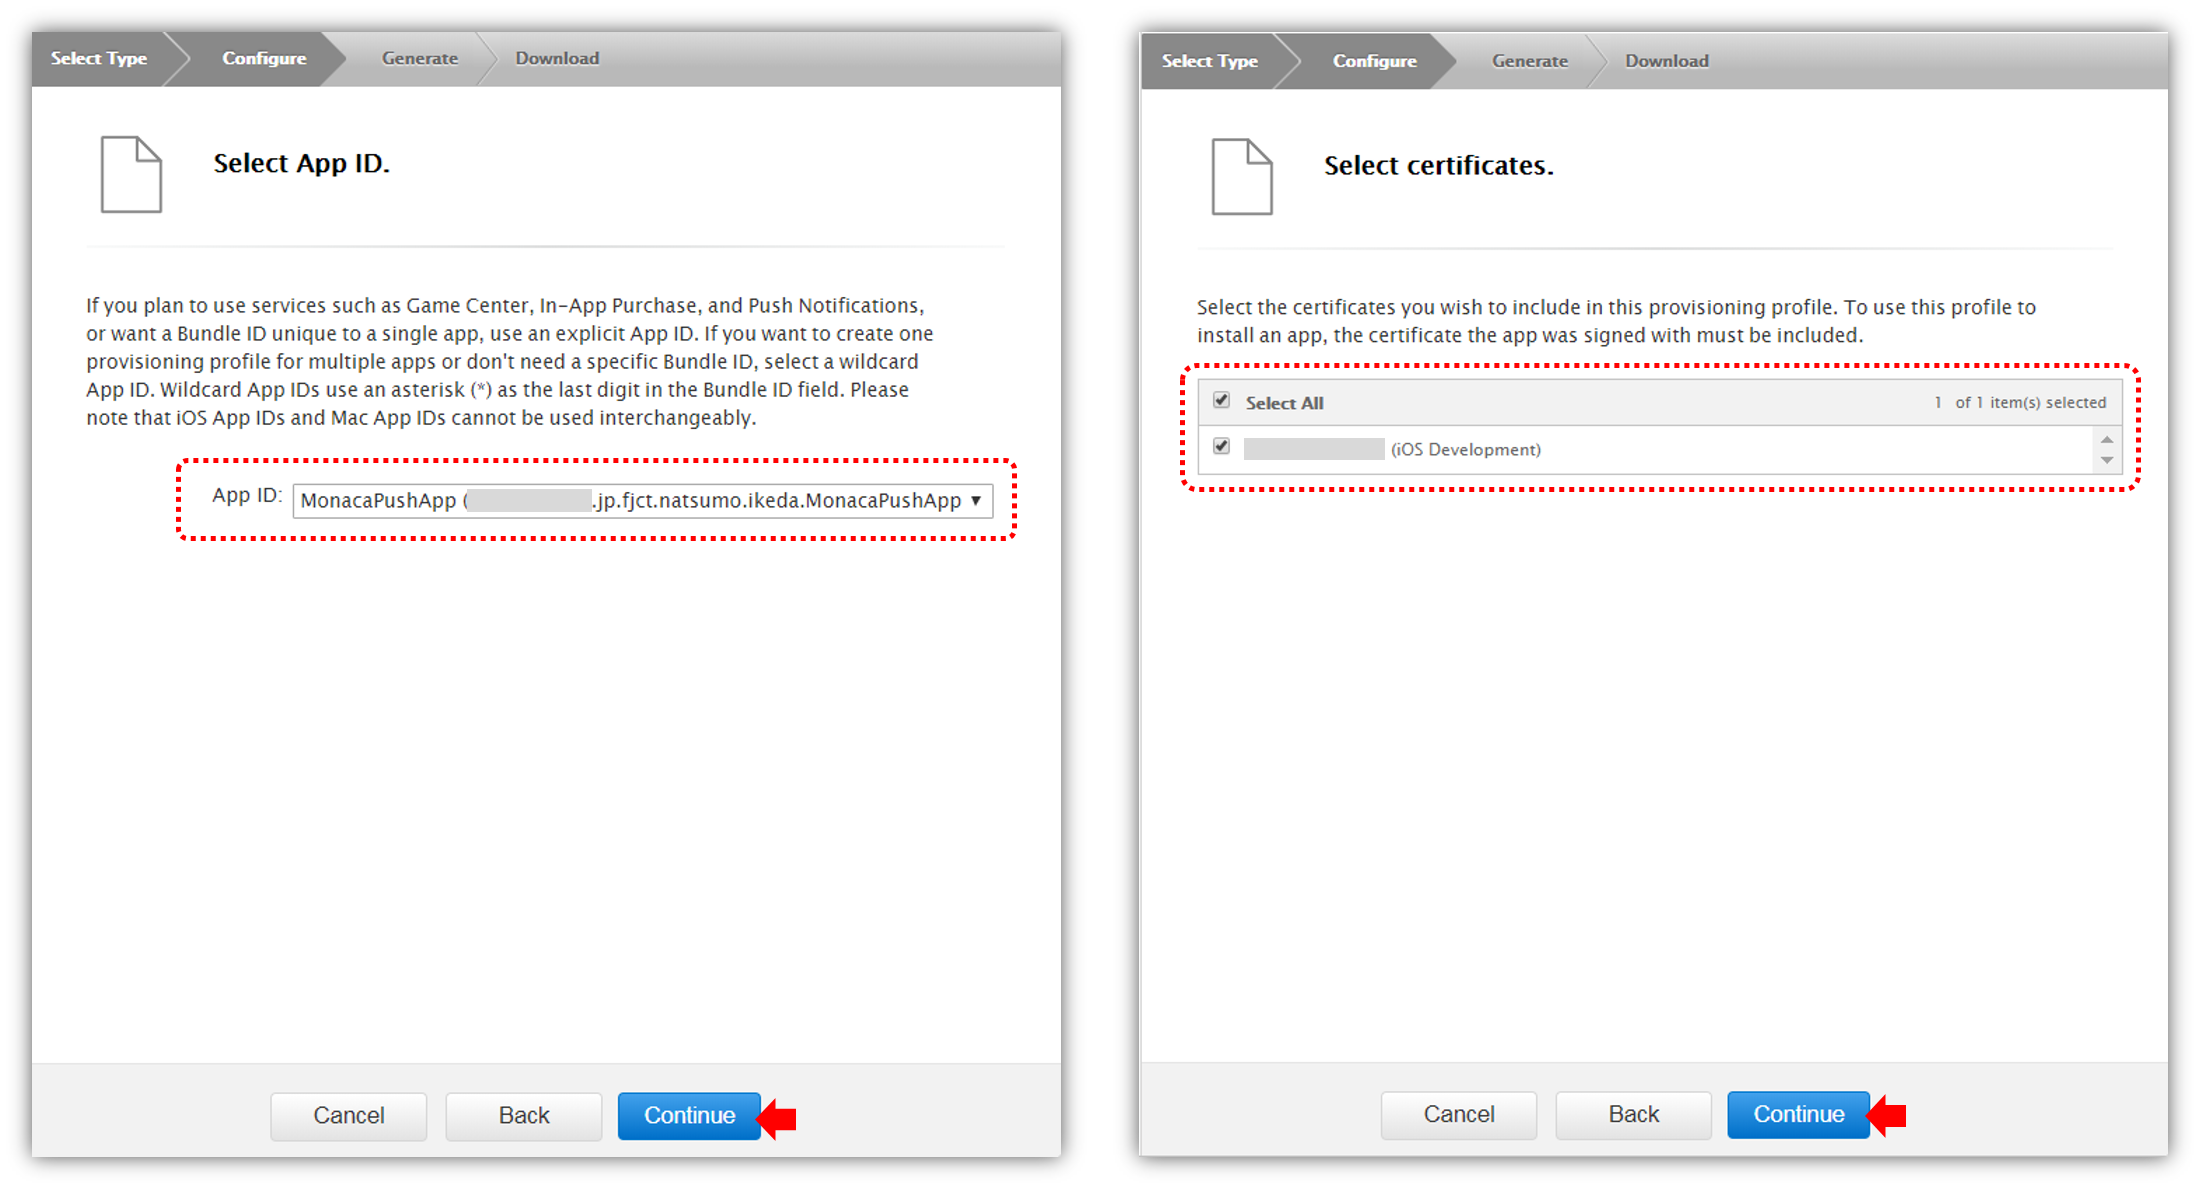 Select Type Configure Generate Download
Select App ID.
If you plan to use services such as Game Center, In-App Purchase, and Push Notifications,
or want a Bundle ID unique to a single app, use an explicit App ID. If you want to create one
provisioning profile for multiple apps or don't need a specific Bundle ID, select a wildcard
App ID. Wildcard App IDs use an asterisk (*) as the last digit in the Bundle ID field. Please
note that iOS App IDs and Mac App IDs cannot be used interchangeably.
App ID: MonacaPushApp ( .jp.fjct.natsumo.ikeda.MonacaPushApp
Cancel Back Continue
Select Type Configure Generate Download
Select certificates.
Select the certificates you wish to include in this provisioning profile. To use this profile to
install an app, the certificate the app was signed with must be included.
Select All 1 of 1 item(s) selected
(iOS Development)
Cancel Back Continue